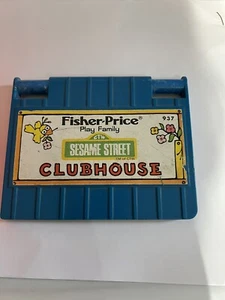 Fisher-Price®
937
Play Family
SESAME STREET
CLUBHOUSE